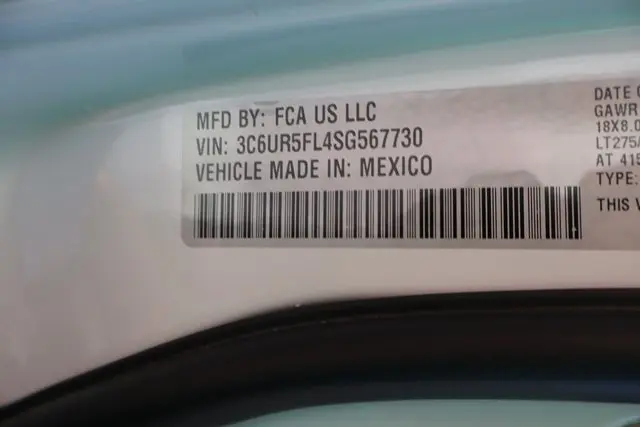 MFD BY: FCA US LLC
VIN: 3C6UR5FL4SG567730
VEHICLE MADE IN: MEXICO
DATE
GAWR
18X8.0
LT275/
AT 415
TYPE:
THIS V